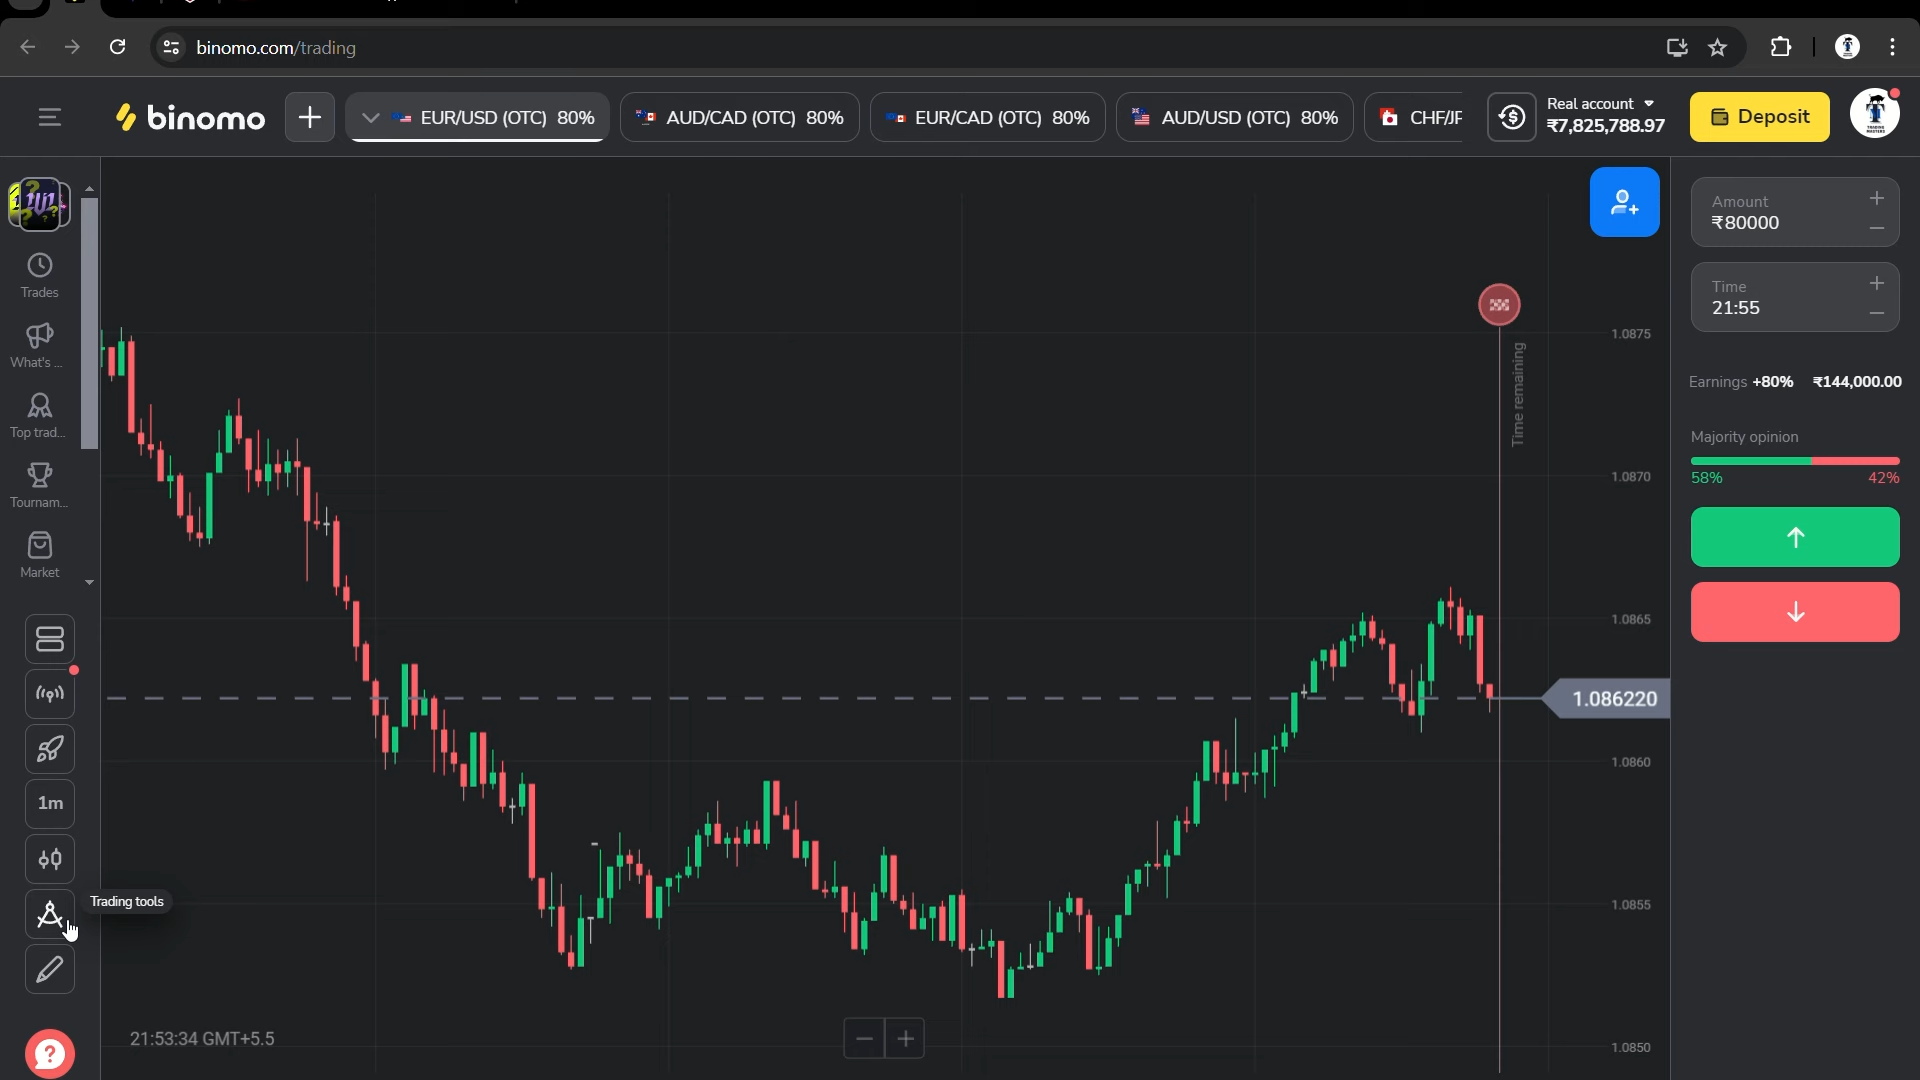 binomo.com/trading
binomo
EUR/USD (OTC) 80%
AUD/CAD (OTC) 80%
EUR/CAD (OTC) 80%
AUD/USD (OTC) 80%
CHF/JF
Real account
₹7,825,788.97
Deposit
Trades
What's ...
Top trad...
Tournam...
Market
1m
Trading tools
21:53:34 GMT+5.5
Time remaining
1.0875
1.0870
1.0865
1.086220
1.0860
1.0855
1.0850
Amount
₹80000
Time
21:55
Earnings +80% ₹144,000.00
Majority opinion
58% 42%